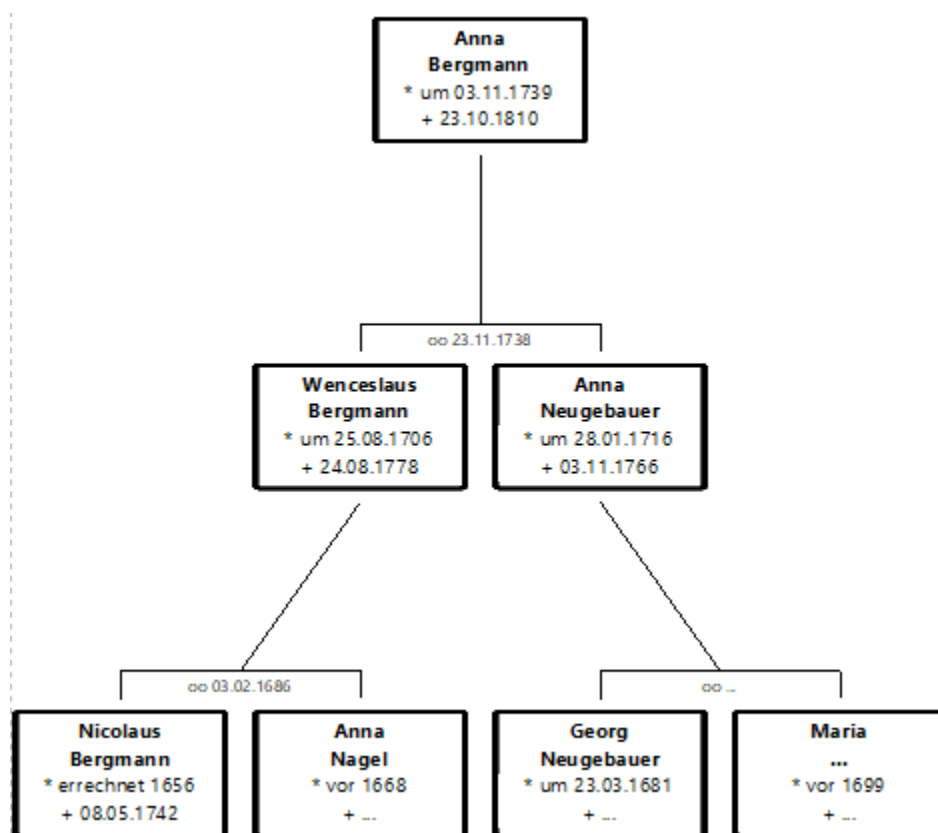 Anna
Bergmann
* um 03.11.1739
+ 23.10.1810
oo 23.11.1738
Wenceslaus
Bergmann
* um 25.08.1706
+ 24.08.1778
Anna
Neugebauer
* um 28.01.1716
+ 03.11.1766
oo 03.02.1686
oo ...
Nicolaus
Bergmann
* errechnet 1656
+ 08.05.1742
Anna
Nagel
* vor 1668
+ ...
Georg
Neugebauer
* um 23.03.1681
+ ...
Maria
...
* vor 1699
+ ...